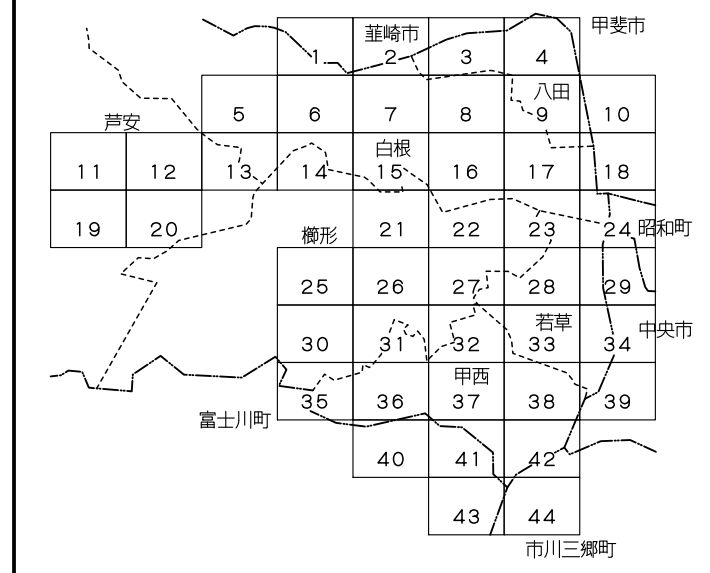 韮崎市
甲斐市
1 2 3 4
八田
5 6 7 8 9 10
芦安
白根
11 12 13 14 15 16 17 18
19 20 21 22 23 24
櫛形
昭和町
25 26 27 28 29
若草
中央市
30 31 32 33 34
甲西
35 36 37 38 39
富士川町
40 41 42
43 44
市川三郷町